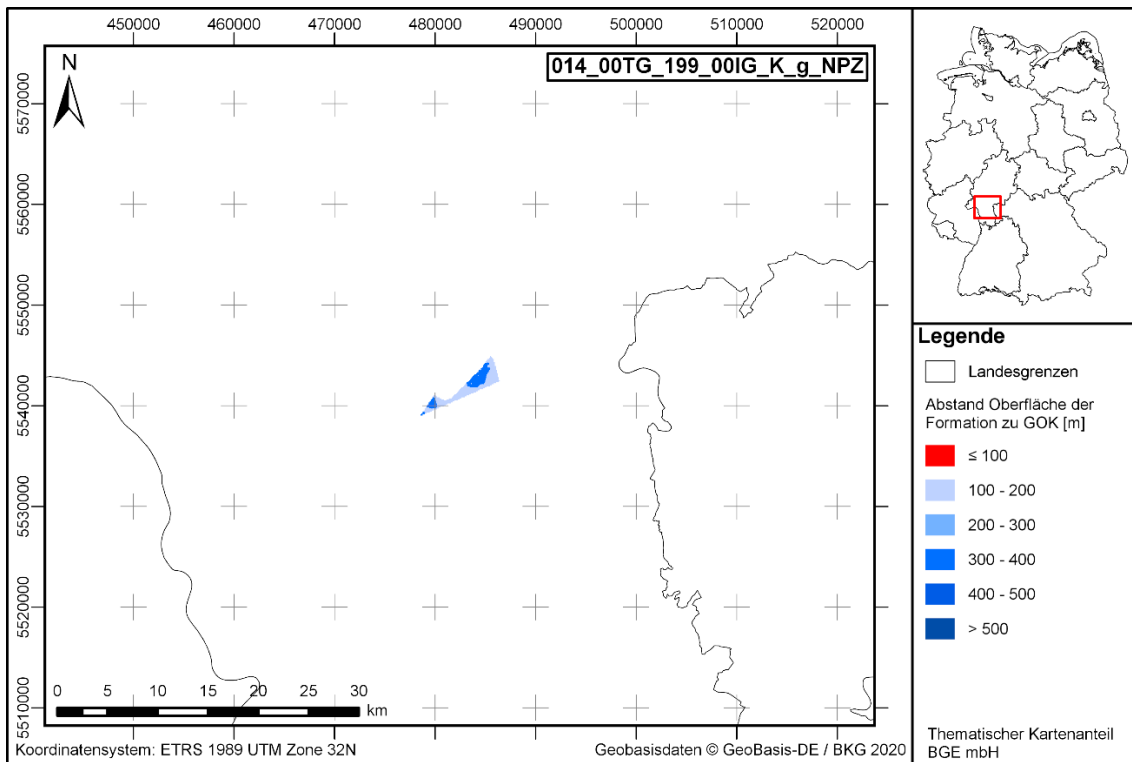 450000 460000 470000 480000 490000 500000 510000 520000
014_00TG_199_00IG_K_g_NPZ
N
5570000
5560000
5550000
5540000
5530000
5520000
5510000
0 5 10 15 20 25 30
km
Koordinatensystem: ETRS 1989 UTM Zone 32N
Geobasisdaten © GeoBasis-DE / BKG 2020
Legende
Landesgrenzen
Abstand Oberfläche der
Formation zu GOK [m]
≤ 100
100 - 200
200 - 300
300 - 400
400 - 500
> 500
Thematischer Kartenanteil
BGE mbH